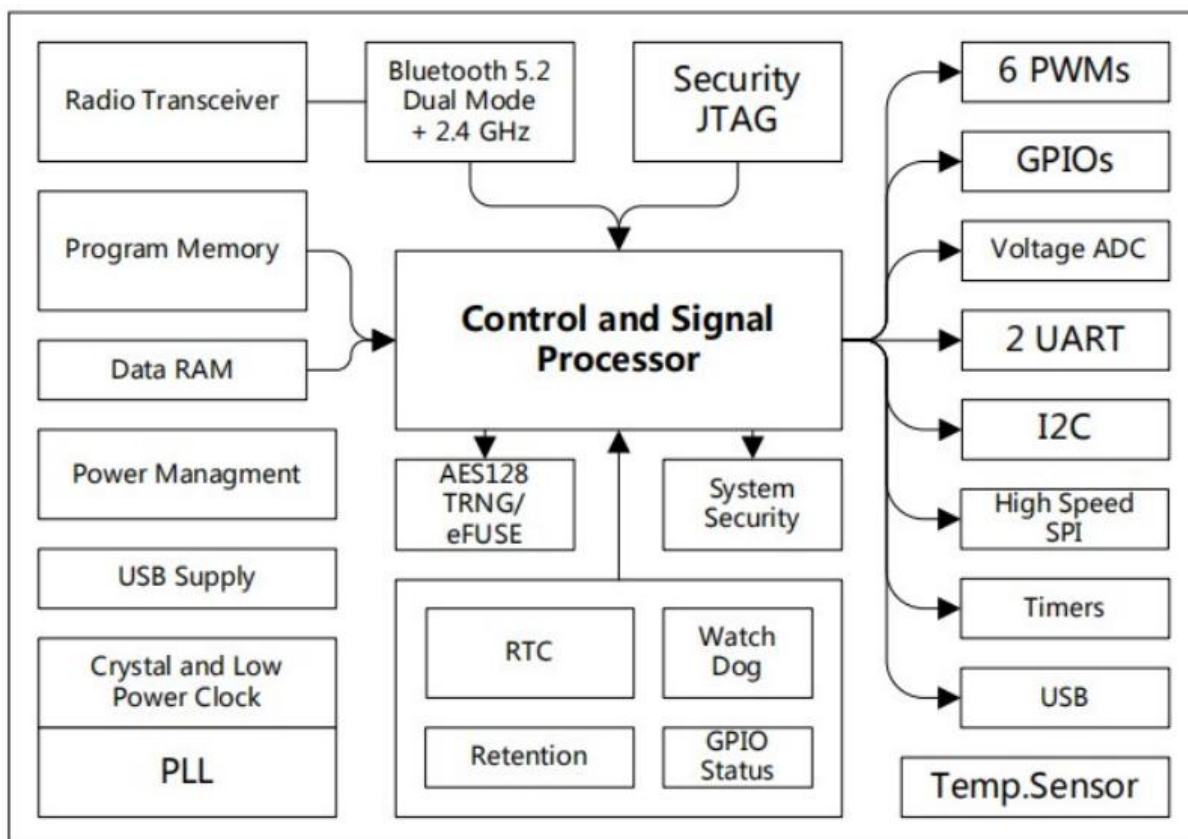 Radio Transceiver
Bluetooth 5.2
Dual Mode
+ 2.4 GHz
Security
JTAG
6 PWMs
GPIOs
Program Memory
Voltage ADC
Control and Signal
Processor
2 UART
Data RAM
I2C
Power Managment
AES128
TRNG/
eFUSE
System
Security
High Speed
SPI
USB Supply
Timers
RTC
Watch
Dog
Crystal and Low
Power Clock
USB
PLL
Retention
GPIO
Status
Temp.Sensor